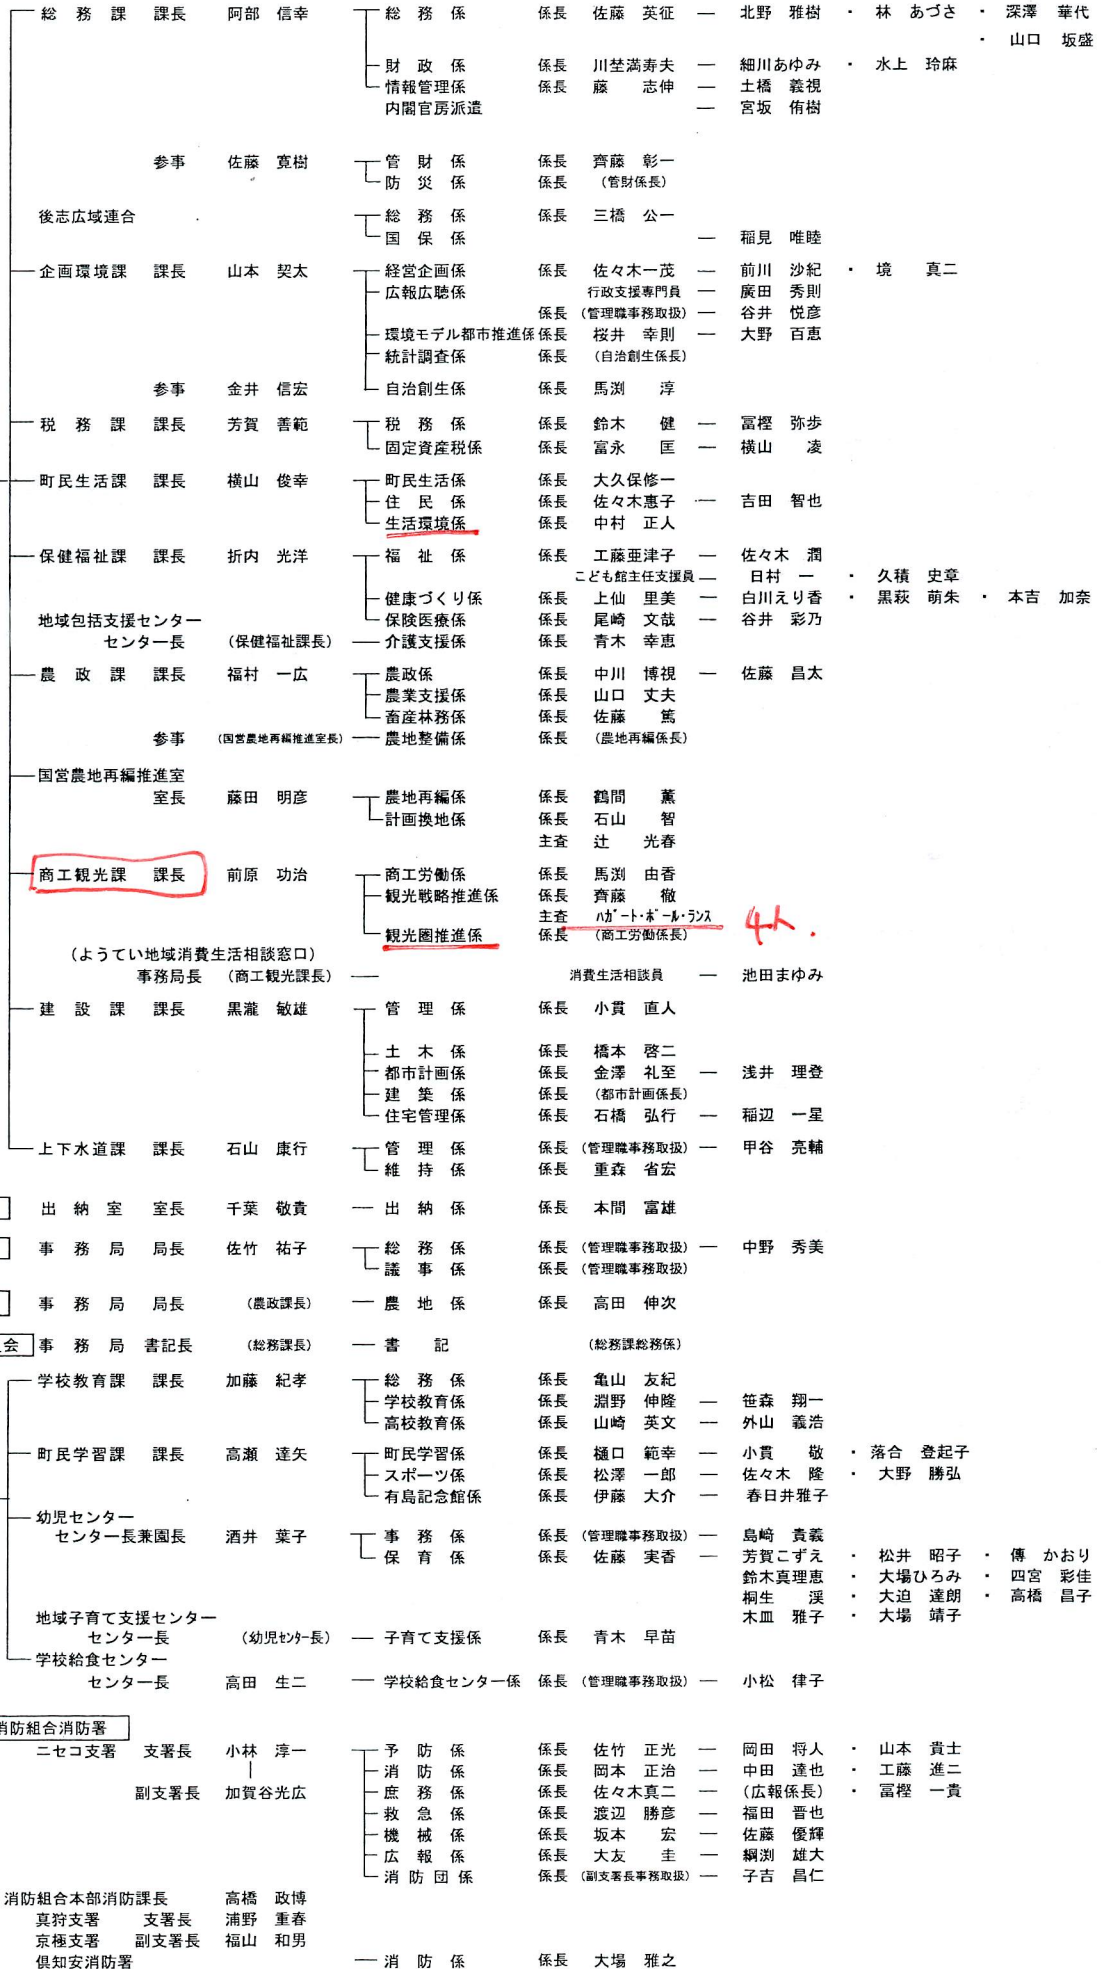 総務課 課長 阿部 信幸 総務係 係長 佐藤 英征 ― 北野 雅樹 ・ 林 あづさ ・ 深澤 華代
・ 山口 坂盛
財政係 係長 川埜満寿夫 ― 細川あゆみ ・ 水上 玲麻
情報管理係 係長 藤 志伸 ― 土橋 義視
内閣官房派遣 ― 宮坂 侑樹
参事 佐藤 寛樹 管財係 係長 齊藤 彰一
防災係 係長 (管財係長)
後志広域連合 総務係 係長 三橋 公一
国保係 ― 稲見 唯睦
企画環境課 課長 山本 契太 経営企画係 係長 佐々木一茂 ― 前川 沙紀 ・ 境 真二
広報広聴係 行政支援専門員 ― 廣田 秀則
係長 (管理職事務取扱) ― 谷井 悦彦
環境モデル都市推進係 係長 桜井 幸則 ― 大野 百恵
統計調査係 係長 (自治創生係長)
参事 金井 信宏 自治創生係 係長 馬渕 淳
税務課 課長 芳賀 善範 税務係 係長 鈴木 健 ― 冨樫 弥歩
固定資産税係 係長 富永 匡 ― 横山 凌
町民生活課 課長 横山 俊幸 町民生活係 係長 大久保修一
住民係 係長 佐々木恵子 ― 吉田 智也
生活環境係 係長 中村 正人
保健福祉課 課長 折内 光洋 福祉係 係長 工藤亜津子 ― 佐々木 潤
こども館主任支援員 ― 日村 一 ・ 久積 史章
健康づくり係 係長 上仙 里美 ― 白川えり香 ・ 黒萩 萌朱 ・ 本吉 加奈
地域包括支援センター 保険医療係 係長 尾崎 文哉 ― 谷井 彩乃
センター長 (保健福祉課長) ― 介護支援係 係長 青木 幸恵
農政課 課長 福村 一広 農政係 係長 中川 博視 ― 佐藤 昌太
農業支援係 係長 山口 丈夫
畜産林務係 係長 佐藤 篤
参事 (国営農地再編推進室長) ― 農地整備係 係長 (農地再編係長)
国営農地再編推進室
室長 藤田 明彦 農地再編係 係長 鶴間 薫
計画換地係 係長 石山 智
主査 辻 光春
商工観光課 課長 前原 功治 商工労働係 係長 馬渕 由香
観光戦略推進係 係長 齊藤 徹
主査 ハガート・ポール・ランス 4人.
観光圏推進係 係長 (商工労働係長)
(ようてい地域消費生活相談窓口)
事務局長 (商工観光課長) ― 消費生活相談員 ― 池田まゆみ
建設課 課長 黒瀧 敏雄 管理係 係長 小貫 直人
土木係 係長 橋本 啓二
都市計画係 係長 金澤 礼至 ― 浅井 理登
建築係 係長 (都市計画係長)
住宅管理係 係長 石橋 弘行 ― 稲辺 一星
上下水道課 課長 石山 康行 管理係 係長 (管理職事務取扱) ― 甲谷 亮輔
維持係 係長 重森 省宏
出納室 室長 千葉 敬貴 ― 出納係 係長 本間 富雄
事務局 局長 佐竹 祐子 総務係 係長 (管理職事務取扱) ― 中野 秀美
議事係 係長 (管理職事務取扱)
事務局 局長 (農政課長) ― 農地係 係長 高田 伸次
会 事務局 書記長 (総務課長) ― 書記 (総務課総務係)
学校教育課 課長 加藤 紀孝 総務係 係長 亀山 友紀
学校教育係 係長 淵野 伸隆 ― 笹森 翔一
高校教育係 係長 山崎 英文 ― 外山 義浩
町民学習課 課長 高瀬 達矢 町民学習係 係長 樋口 範幸 ― 小貫 敬 ・ 落合 登起子
スポーツ係 係長 松澤 一郎 ― 佐々木 隆 ・ 大野 勝弘
有島記念館係 係長 伊藤 大介 ― 春日井雅子
幼児センター
センター長兼園長 酒井 葉子 事務係 係長 (管理職事務取扱) ― 島崎 貴義
保育係 係長 佐藤 実香 ― 芳賀こずえ ・ 松井 昭子 ・ 傳 かおり
鈴木真理恵 ・ 大場ひろみ ・ 四宮 彩佳
桐生 渓 ・ 大迫 達朗 ・ 高橋 昌子
地域子育て支援センター 木皿 雅子 ・ 大場 靖子
センター長 (幼児センター長) ― 子育て支援係 係長 青木 早苗
学校給食センター
センター長 高田 生二 ― 学校給食センター係 係長 (管理職事務取扱) ― 小松 律子
消防組合消防署
ニセコ支署 支署長 小林 淳一 予防係 係長 佐竹 正光 ― 岡田 将人 ・ 山本 貴士
消防係 係長 岡本 正治 ― 中田 達也 ・ 工藤 進二
副支署長 加賀谷光広 庶務係 係長 佐々木真二 ― (広報係長) ・ 冨樫 一貴
救急係 係長 渡辺 勝彦 ― 福田 晋也
機械係 係長 坂本 宏 ― 佐藤 優輝
広報係 係長 大友 圭 ― 綱渕 雄大
消防団係 係長 (副支署長事務取扱) ― 子吉 昌仁
消防組合本部消防課長 高橋 政博
真狩支署 支署長 浦野 重春
京極支署 副支署長 福山 和男
倶知安消防署 ― 消防係 係長 大場 雅之